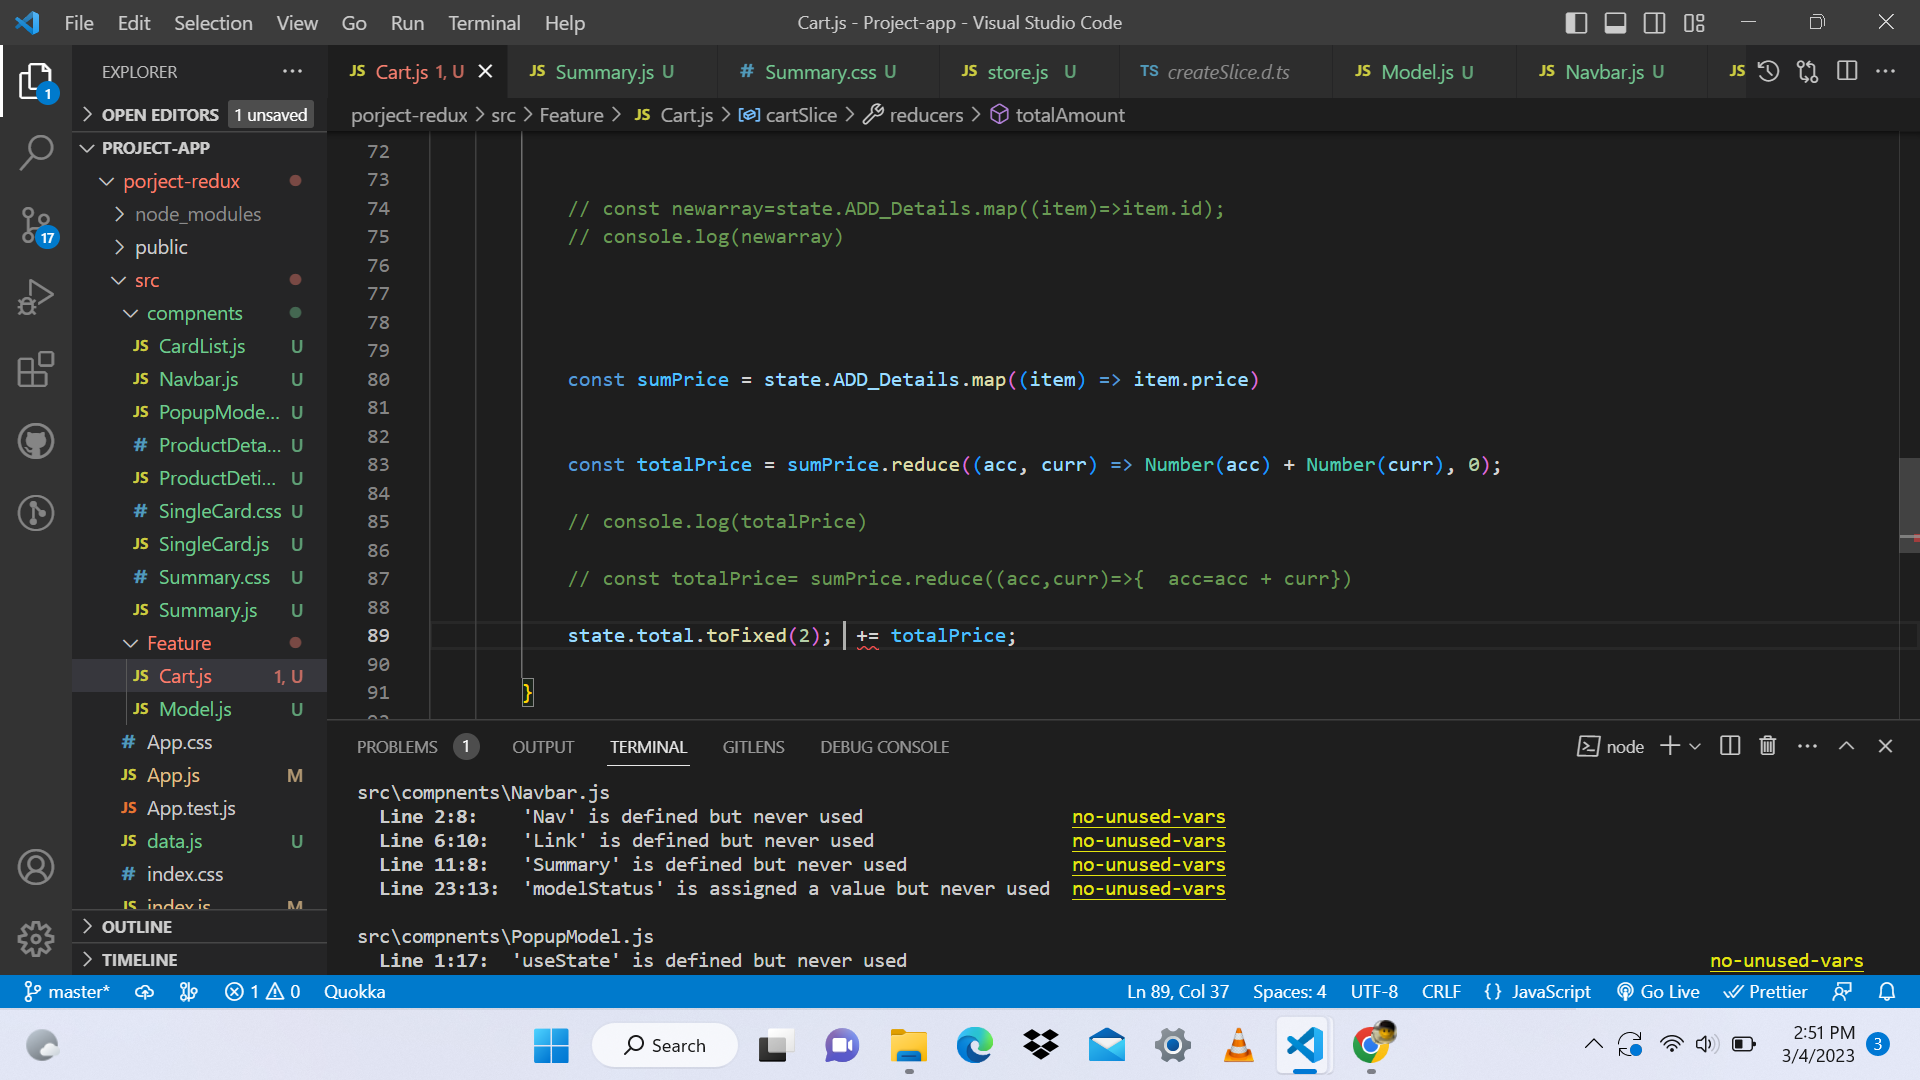 File Edit Selection View Go Run Terminal Help
Cart.js - Project-app - Visual Studio Code
EXPLORER
OPEN EDITORS 1 unsaved
PROJECT-APP
porject-redux
node_modules
public
src
compnents
CardList.js U
Navbar.js U
PopupMode... U
ProductDeta... U
ProductDeti... U
SingleCard.css U
SingleCard.js U
Summary.css U
Summary.js U
Feature
Cart.js 1, U
Model.js U
App.css
App.js M
App.test.js
data.js U
index.css
index.js M
OUTLINE
TIMELINE
1
17
JS Cart.js 1, U
JS Summary.js U
# Summary.css U
JS store.js U
TS createSlice.d.ts
JS Model.js U
JS Navbar.js U
JS
porject-redux > src > Feature > JS Cart.js > cartSlice > reducers > totalAmount
72
73
74 // const newarray=state.ADD_Details.map((item)=>item.id);
75 // console.log(newarray)
76
77
78
79
80 const sumPrice = state.ADD_Details.map((item) => item.price)
81
82
83 const totalPrice = sumPrice.reduce((acc, curr) => Number(acc) + Number(curr), 0);
84
85 // console.log(totalPrice)
86
87 // const totalPrice= sumPrice.reduce((acc,curr)=>{  acc=acc + curr})
88
89 state.total.toFixed(2);  += totalPrice;
90
91 }
PROBLEMS 1 OUTPUT TERMINAL GITLENS DEBUG CONSOLE
node
src\compnents\Navbar.js
Line 2:8: 'Nav' is defined but never used no-unused-vars
Line 6:10: 'Link' is defined but never used no-unused-vars
Line 11:8: 'Summary' is defined but never used no-unused-vars
Line 23:13: 'modelStatus' is assigned a value but never used no-unused-vars
src\compnents\PopupModel.js
Line 1:17: 'useState' is defined but never used no-unused-vars
master* 1 0 Quokka
Ln 89, Col 37 Spaces: 4 UTF-8 CRLF {} JavaScript Go Live Prettier
Search
2:51 PM
3/4/2023
3